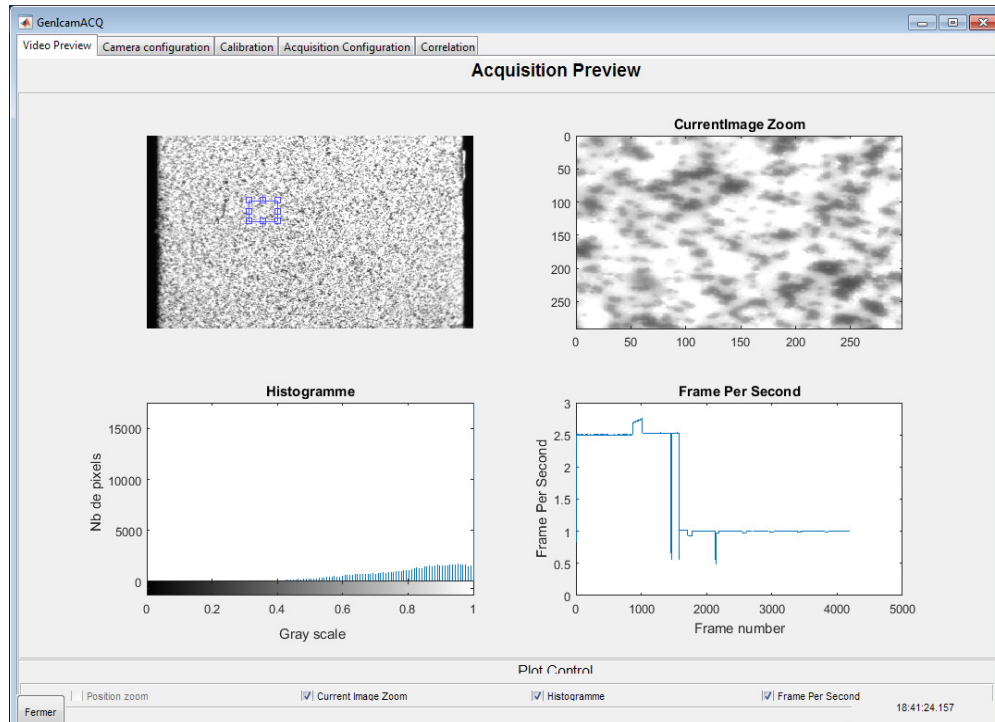 GenIcamACQ
Video Preview Camera configuration Calibration Acquisition Configuration Correlation
Acquisition Preview
CurrentImage Zoom
0
50
100
150
200
250
0 50 100 150 200 250
Histogramme
Nb de pixels
15000
10000
5000
0
0 0.2 0.4 0.6 0.8 1
Gray scale
Frame Per Second
Frame Per Second
3
2.5
2
1.5
1
0.5
0
0 1000 2000 3000 4000 5000
Frame number
Plot Control
Position zoom Current Image Zoom Histogramme Frame Per Second
Fermer
18:41:24.157